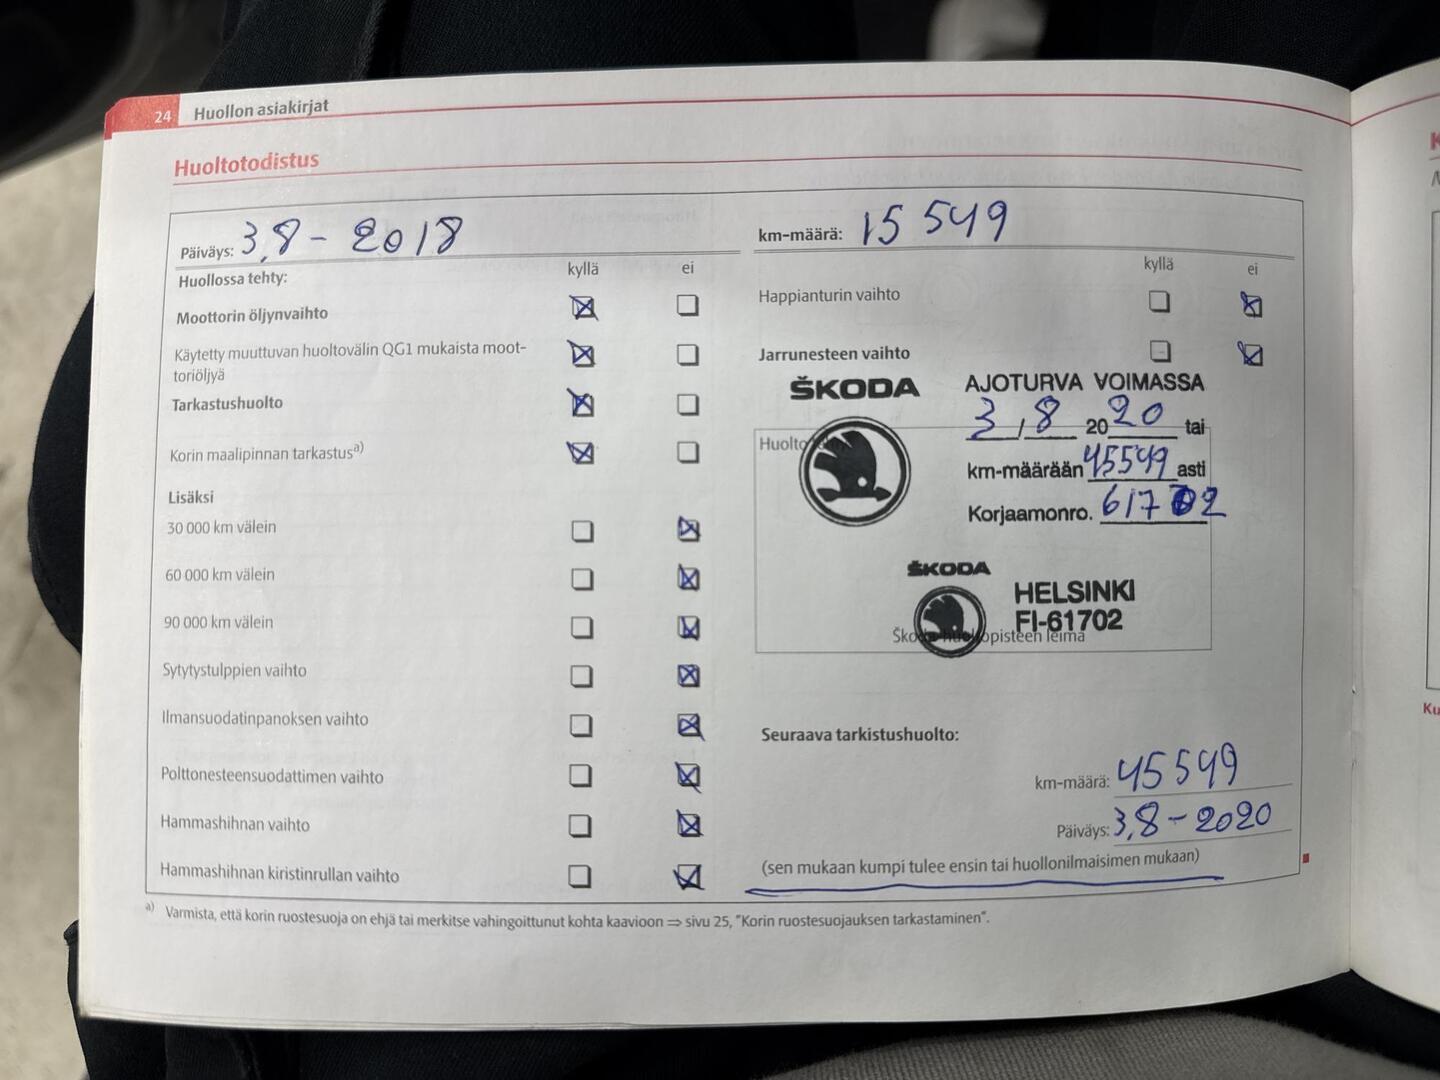 24 Huollon asiakirjat
Huoltotodistus
Päiväys: 3,8 - 2018
Huollossa tehty: kyllä ei
Moottorin öljynvaihto
Käytetty muuttuvan huoltovälin QG1 mukaista moot-
toriöljyä
Tarkastushuolto
Korin maalipinnan tarkastus a)
Lisäksi
30 000 km välein
60 000 km välein
90 000 km välein
Sytytystulppien vaihto
Ilmansuodatinpanoksen vaihto
Polttonesteensuodattimen vaihto
Hammashihnan vaihto
Hammashihnan kiristinrullan vaihto
km-määrä: 15 549
kyllä ei
Happianturin vaihto
Jarrunesteen vaihto
ŠKODA
AJOTURVA VOIMASSA
3 / 8 2020 tai
km-määrään 45549 asti
Korjaamonro. 61702
ŠKODA
HELSINKI
FI-61702
leima
Seuraava tarkistushuolto:
km-määrä: 45549
Päiväys: 3,8 - 2020
(sen mukaan kumpi tulee ensin tai huollonilmaisimen mukaan)
a) Varmista, että korin ruostesuoja on ehjä tai merkitse vahingoittunut kohta kaavioon ⇒ sivu 25, "Korin ruostesuojauksen tarkastaminen".